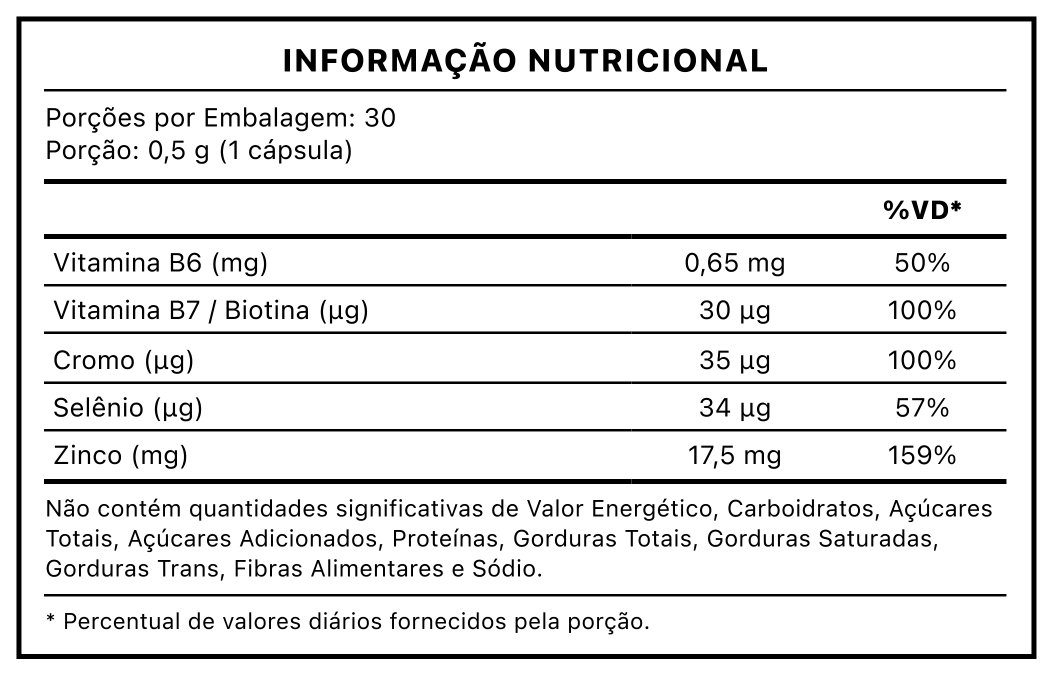 INFORMAÇÃO NUTRICIONAL
Porções por Embalagem: 30
Porção: 0,5 g (1 cápsula)
%VD*
Vitamina B6 (mg) 0,65 mg 50%
Vitamina B7 / Biotina (µg) 30 µg 100%
Cromo (µg) 35 µg 100%
Selênio (µg) 34 µg 57%
Zinco (mg) 17,5 mg 159%
Não contém quantidades significativas de Valor Energético, Carboidratos, Açúcares
Totais, Açúcares Adicionados, Proteínas, Gorduras Totais, Gorduras Saturadas,
Gorduras Trans, Fibras Alimentares e Sódio.
* Percentual de valores diários fornecidos pela porção.